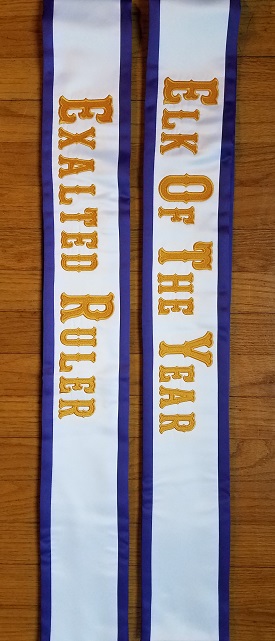 Exalted Ruler
Elk Of The Year